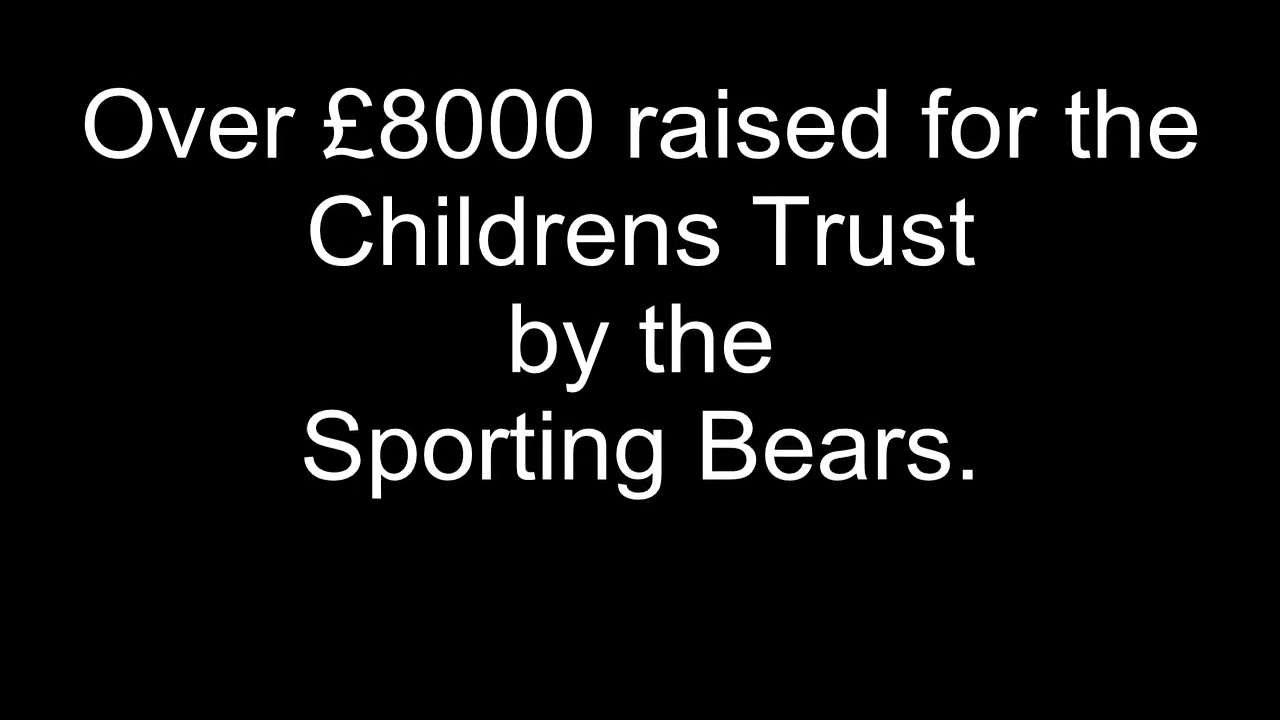 Over £8000 raised for the
Childrens Trust
by the
Sporting Bears.